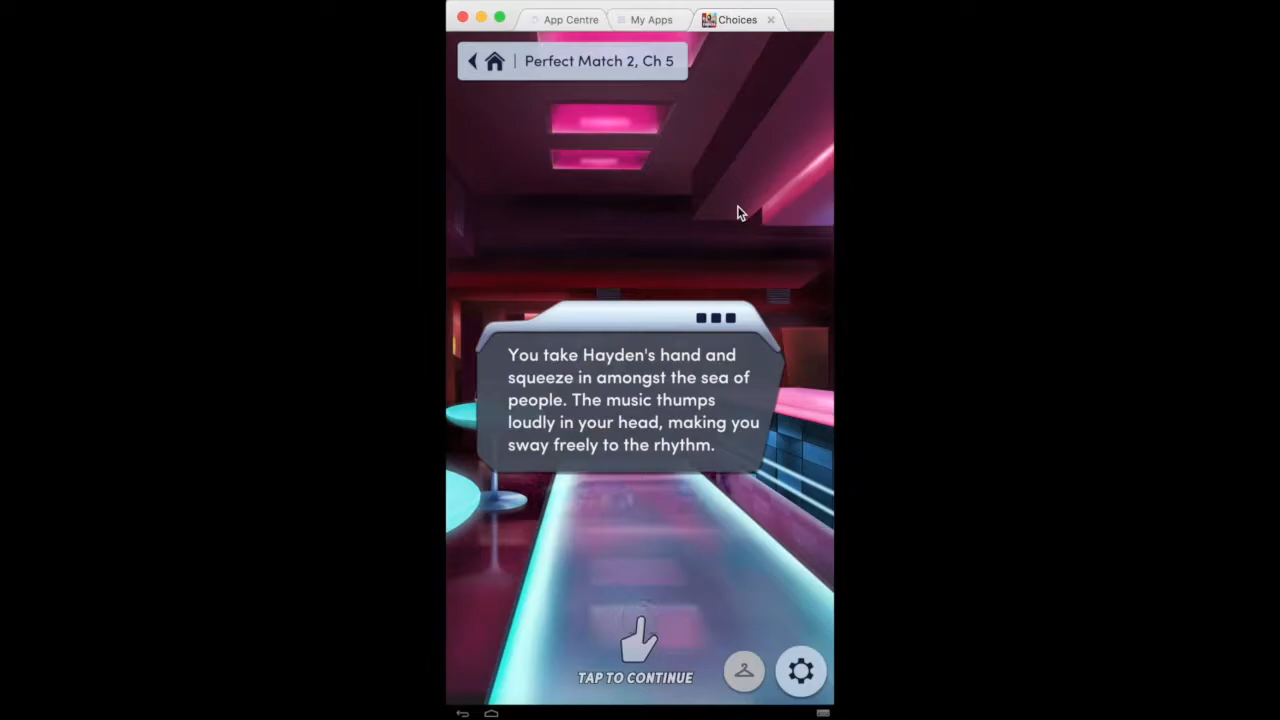 App Centre
My Apps
Choices
Perfect Match 2, Ch 5
You take Hayden's hand and
squeeze in amongst the sea of
people. The music thumps
loudly in your head, making you
sway freely to the rhythm.
TAP TO CONTINUE